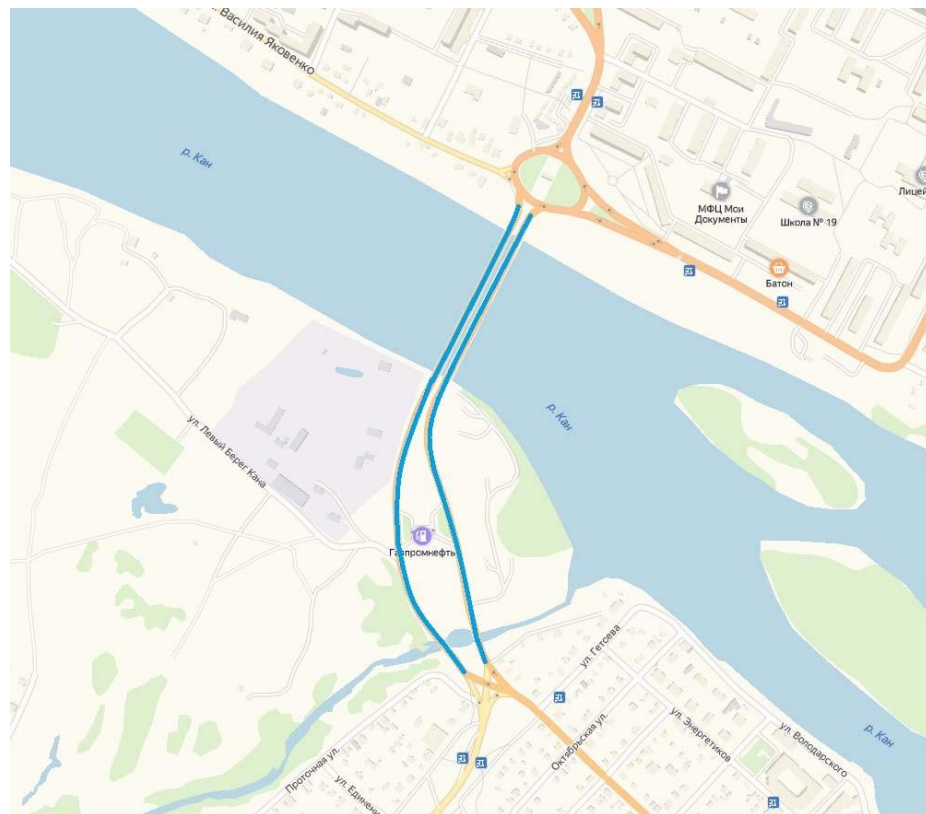 . Василия Яковенко
р. Кан
МФЦ Мои
Документы
Школа № 19
Лицей
Батон
ул. Левый Берег Кана
р. Кан
Газпромнефть
ул. Гетсева
Октябрьская ул.
ул. Энергетиков
ул. Володарского
р. Кан
Проточная ул.
ул. Единен